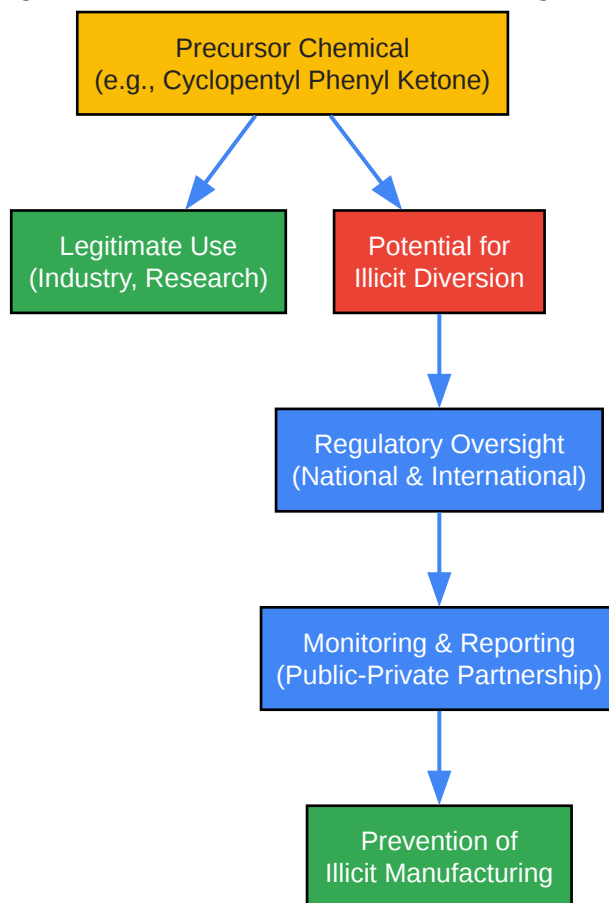 Precursor Chemical
(e.g., Cyclopentyl Phenyl Ketone)
Legitimate Use
(Industry, Research)
Potential for
Illicit Diversion
Regulatory Oversight
(National & International)
Monitoring & Reporting
(Public-Private Partnership)
Prevention of
Illicit Manufacturing